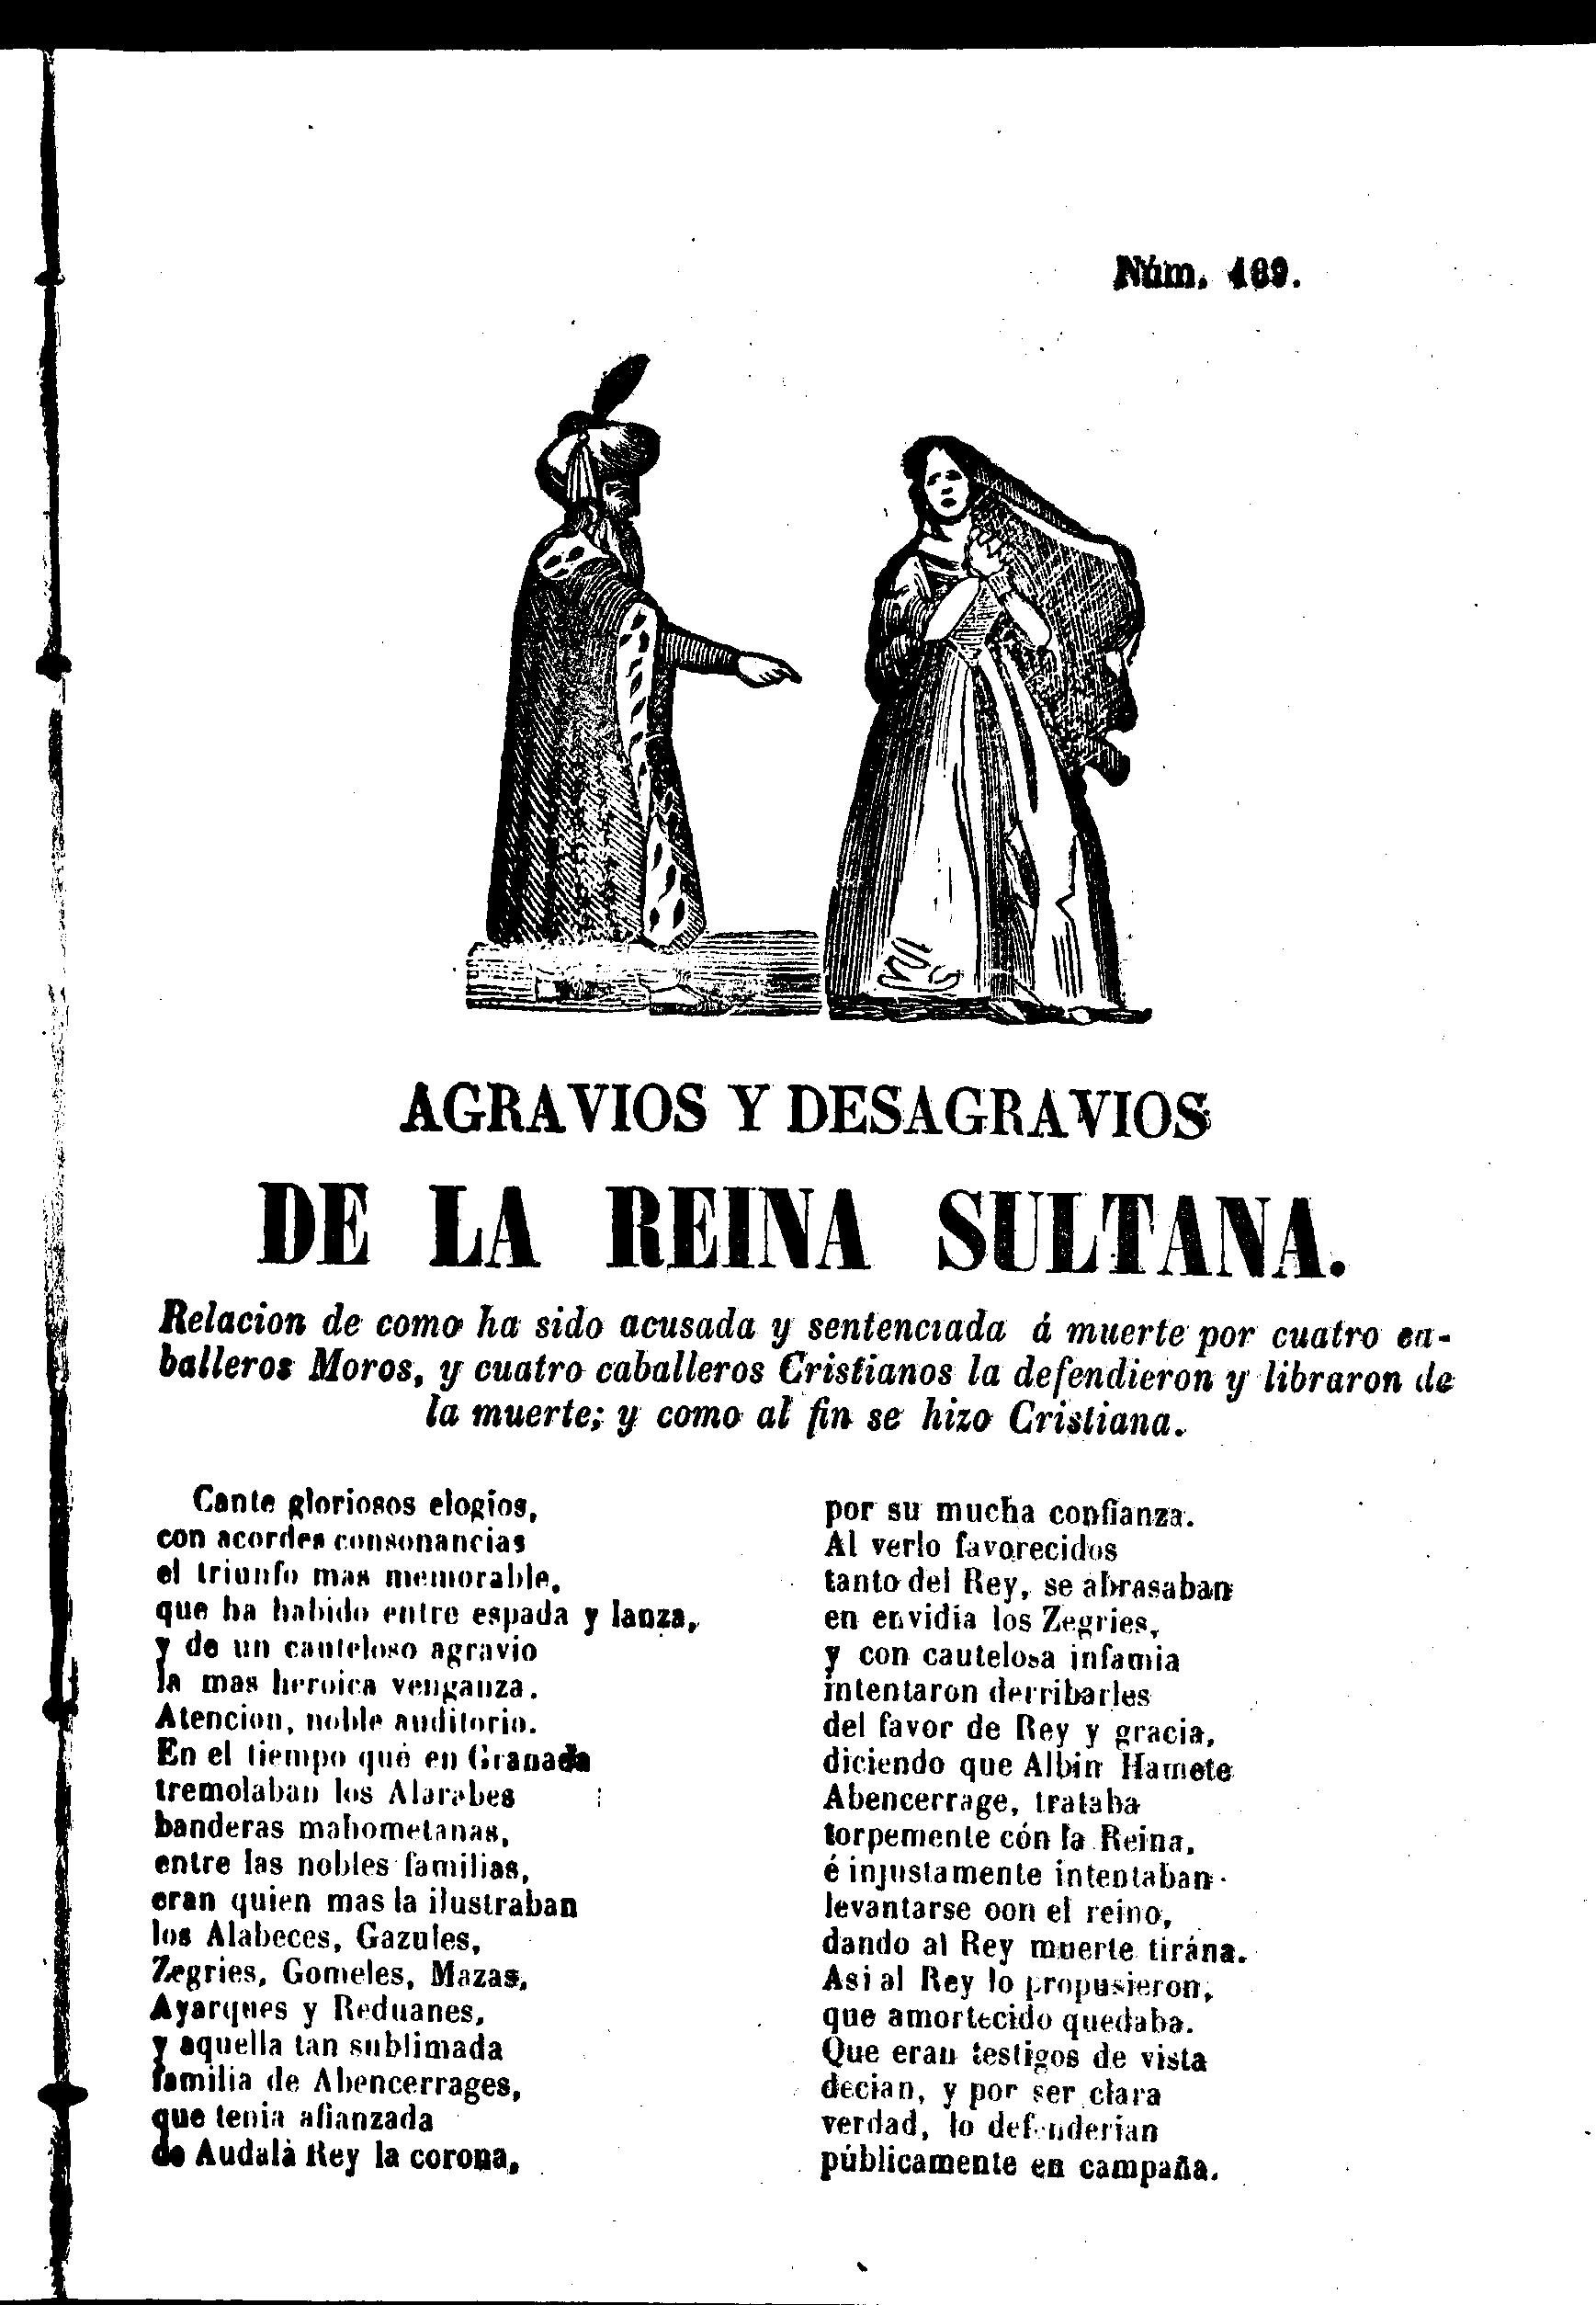 Núm. 169.
AGRAVIOS Y DESAGRAVIOS
DE LA REINA SULTANA.
Relacion de como ha sido acusada y sentenciada á muerte por cuatro ca-
balleros Moros, y cuatro caballeros Cristianos la defendieron y libraron de
la muerte; y como al fin se hizo Cristiana.
Cante gloriosos elogios,
con acordes consonancias
el triunfo mas memorable,
que ha habido entre espada y lanza,
y de un cauteloso agravio
la mas heroica venganza.
Atencion, noble auditorio.
En el tiempo que en Granada
tremolaban los Alarabes
banderas mahometanas,
entre las nobles familias,
eran quien mas la ilustraban
los Alabeces, Gazules,
Zegries, Gomeles, Mazas,
Ayarques y Reduanes,
y aquella tan sublimada
familia de Abencerrages,
que tenia afianzada
de Audalà Rey la corona,
por su mucha confianza.
Al verlo favorecidos
tanto del Rey, se abrasaban
en envidia los Zegries,
y con cautelosa infamia
intentaron derribarles
del favor de Rey y gracia,
diciendo que Albin Hamete
Abencerrage, trataba
torpemente cón la Reina,
é injustamente intentaban
levantarse oon el reino,
dando al Rey muerte tirána.
Asi al Rey lo propusieron,
que amortecido quedaba.
Que eran testigos de vista
decian, y por ser clara
verdad, lo defenderian
públicamente en campaña.